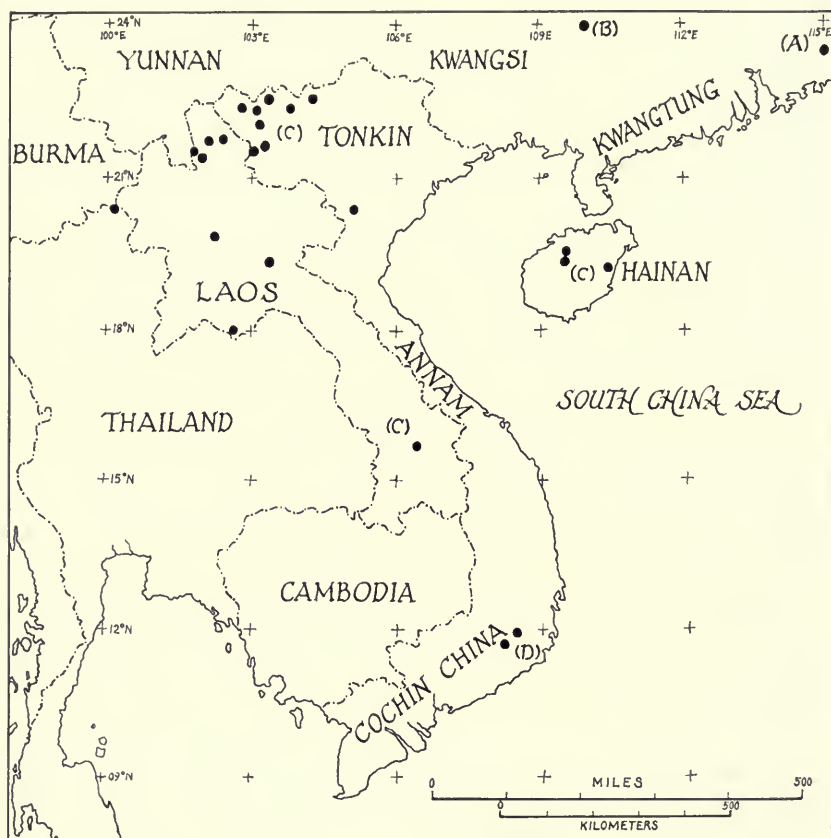 24°N
100°E
103°E
106°E
109°E
112°E
115°E
(B)
(A)
YUNNAN
KWANGSI
KWANGTUNG
(C)
TONKIN
BURMA
21°N
(C)
HAINAN
LAOS
18°N
ANNAM
SOUTH CHINA SEA
THAILAND
(C)
15°N
CAMBODIA
12°N
COCHIN CHINA
(D)
09°N
0 MILES 500
0 500
KILOMETERS